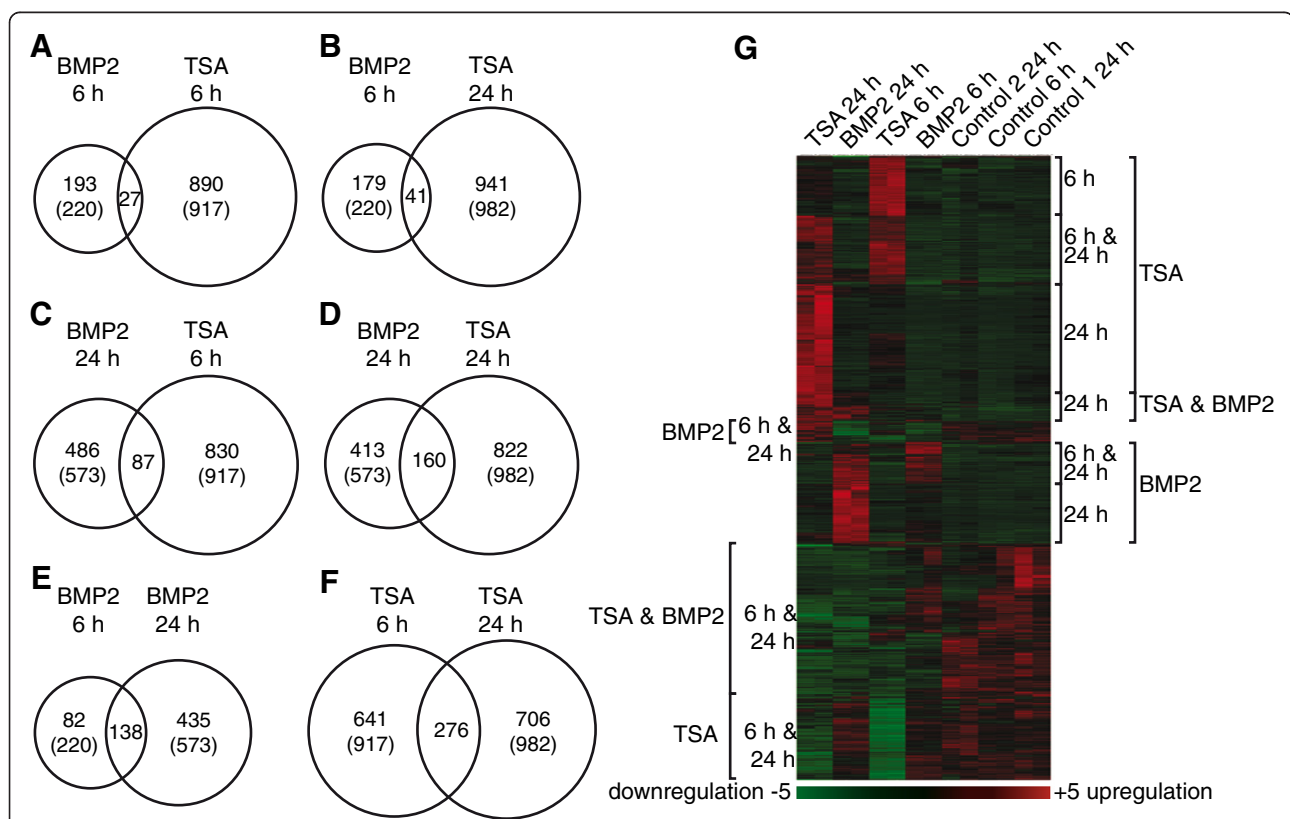 A
BMP2
6 h
TSA
6 h
193
(220)
27
890
(917)
B
BMP2
6 h
TSA
24 h
179
(220)
41
941
(982)
C
BMP2
24 h
TSA
6 h
486
(573)
87
830
(917)
D
BMP2
24 h
TSA
24 h
413
(573)
160
822
(982)
E
BMP2
6 h
BMP2
24 h
82
(220)
138
435
(573)
F
TSA
6 h
TSA
24 h
641
(917)
276
706
(982)
G
TSA 24 h
BMP2 24 h
TSA 6 h
BMP2 6 h
Control 2 24 h
Control 6 h
Control 1 24 h
6 h
6 h &
24 h
24 h
TSA
24 h
TSA & BMP2
BMP2
6 h &
24 h
6 h &
24 h
24 h
BMP2
TSA & BMP2
6 h &
24 h
TSA
6 h &
24 h
downregulation -5
+5 upregulation